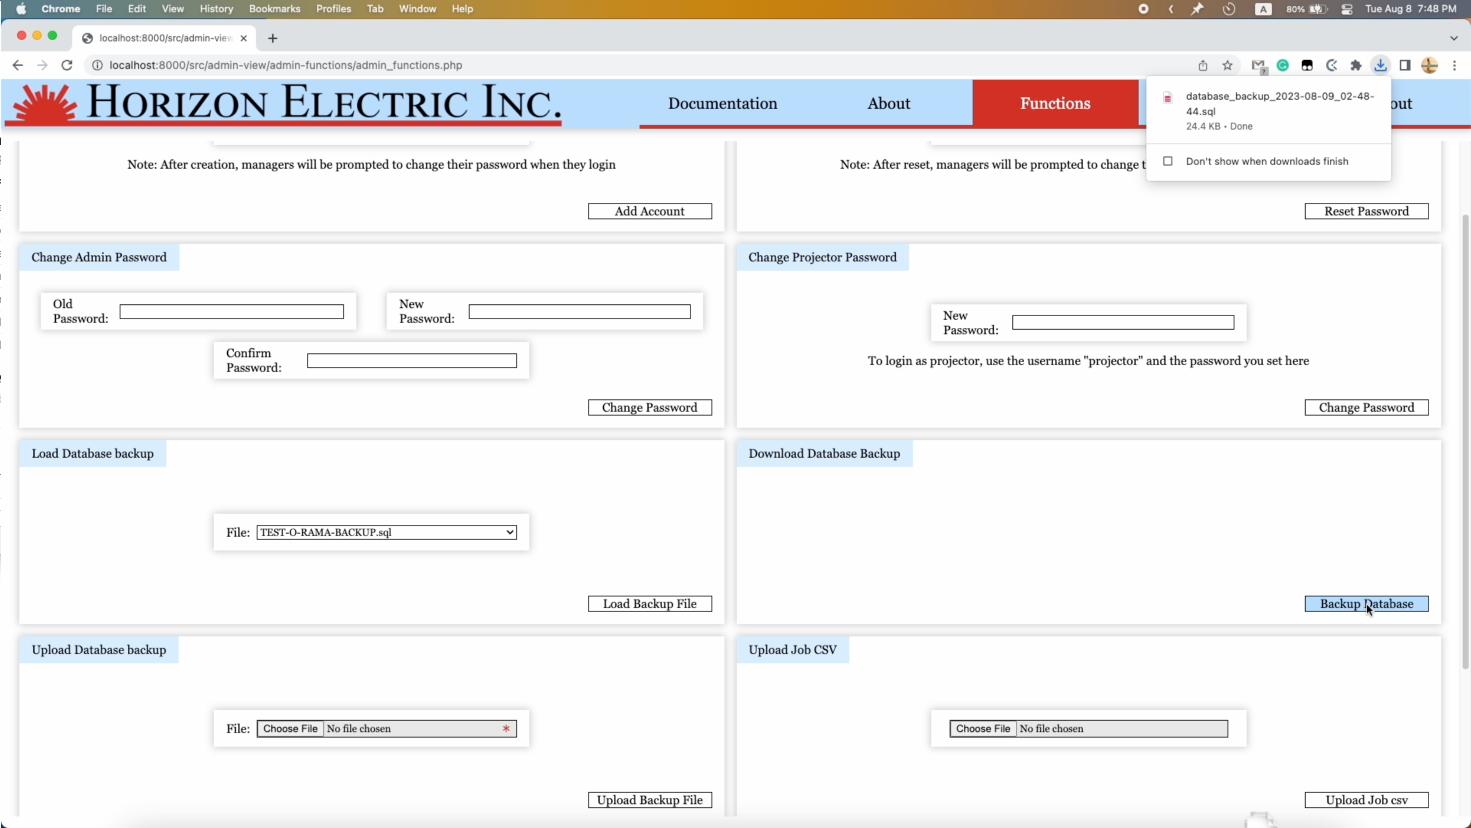 Chrome File Edit View History Bookmarks Profiles Tab Window Help
A 80% Tue Aug 8 7:48 PM
localhost:8000/src/admin-view
localhost:8000/src/admin-view/admin-functions/admin_functions.php
HORIZON ELECTRIC INC.
Documentation About Functions out
database_backup_2023-08-09_02-48-
44.sql
24.4 KB • Done
Don't show when downloads finish
Note: After creation, managers will be prompted to change their password when they login
Add Account
Note: After reset, managers will be prompted to change t
Reset Password
Change Admin Password
Old
Password:
New
Password:
Confirm
Password:
Change Password
Change Projector Password
New
Password:
To login as projector, use the username "projector" and the password you set here
Change Password
Load Database backup
File: TEST-O-RAMA-BACKUP.sql
Load Backup File
Download Database Backup
Backup Database
Upload Database backup
File: Choose File No file chosen *
Upload Backup File
Upload Job CSV
Choose File No file chosen
Upload Job csv